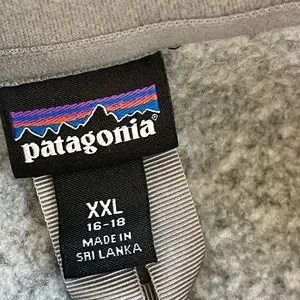 patagonia®
XXL
16-18
MADE IN
SRI LANKA